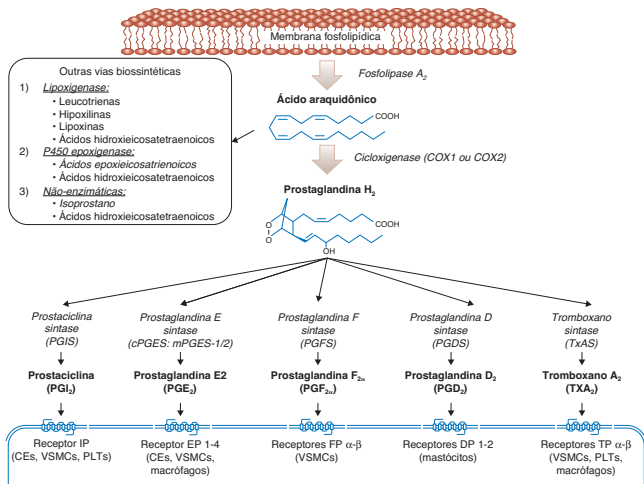 Membrana fosfolipídica
Fosfolipase A₂
Outras vias biossintéticas
1) Lipoxigenase:
• Leucotrienas
• Hipoxilinas
• Lipoxinas
• Ácidos hidroxieicosatetraenoicos
2) P450 epoxigenase:
• Ácidos epoxieicosatrienoicos
• Ácidos hidroxieicosatetraenoicos
3) Não-enzimáticas:
• Isoprostano
• Ácidos hidroxieicosatetraenoicos
Ácido araquidônico
COOH
Cicloxigenase (COX1 ou COX2)
Prostaglandina H₂
COOH
O
O
OH
Prostaciclina
sintase
(PGIS)
Prostaciclina
(PGI₂)
Receptor IP
(CEs, VSMCs, PLTs)
Prostaglandina E
sintase
(cPGES: mPGES-1/2)
Prostaglandina E2
(PGE₂)
Receptor EP 1-4
(CEs, VSMCs,
macrófagos)
Prostaglandina F
sintase
(PGFS)
Prostaglandina F₂α
(PGF₂α)
Receptores FP α-β
(VSMCs)
Prostaglandina D
sintase
(PGDS)
Prostaglandina D₂
(PGD₂)
Receptores DP 1-2
(mastócitos)
Tromboxano
sintase
(TxAS)
Tromboxano A₂
(TXA₂)
Receptores TP α-β
(VSMCs, PLTs,
macrófagos)